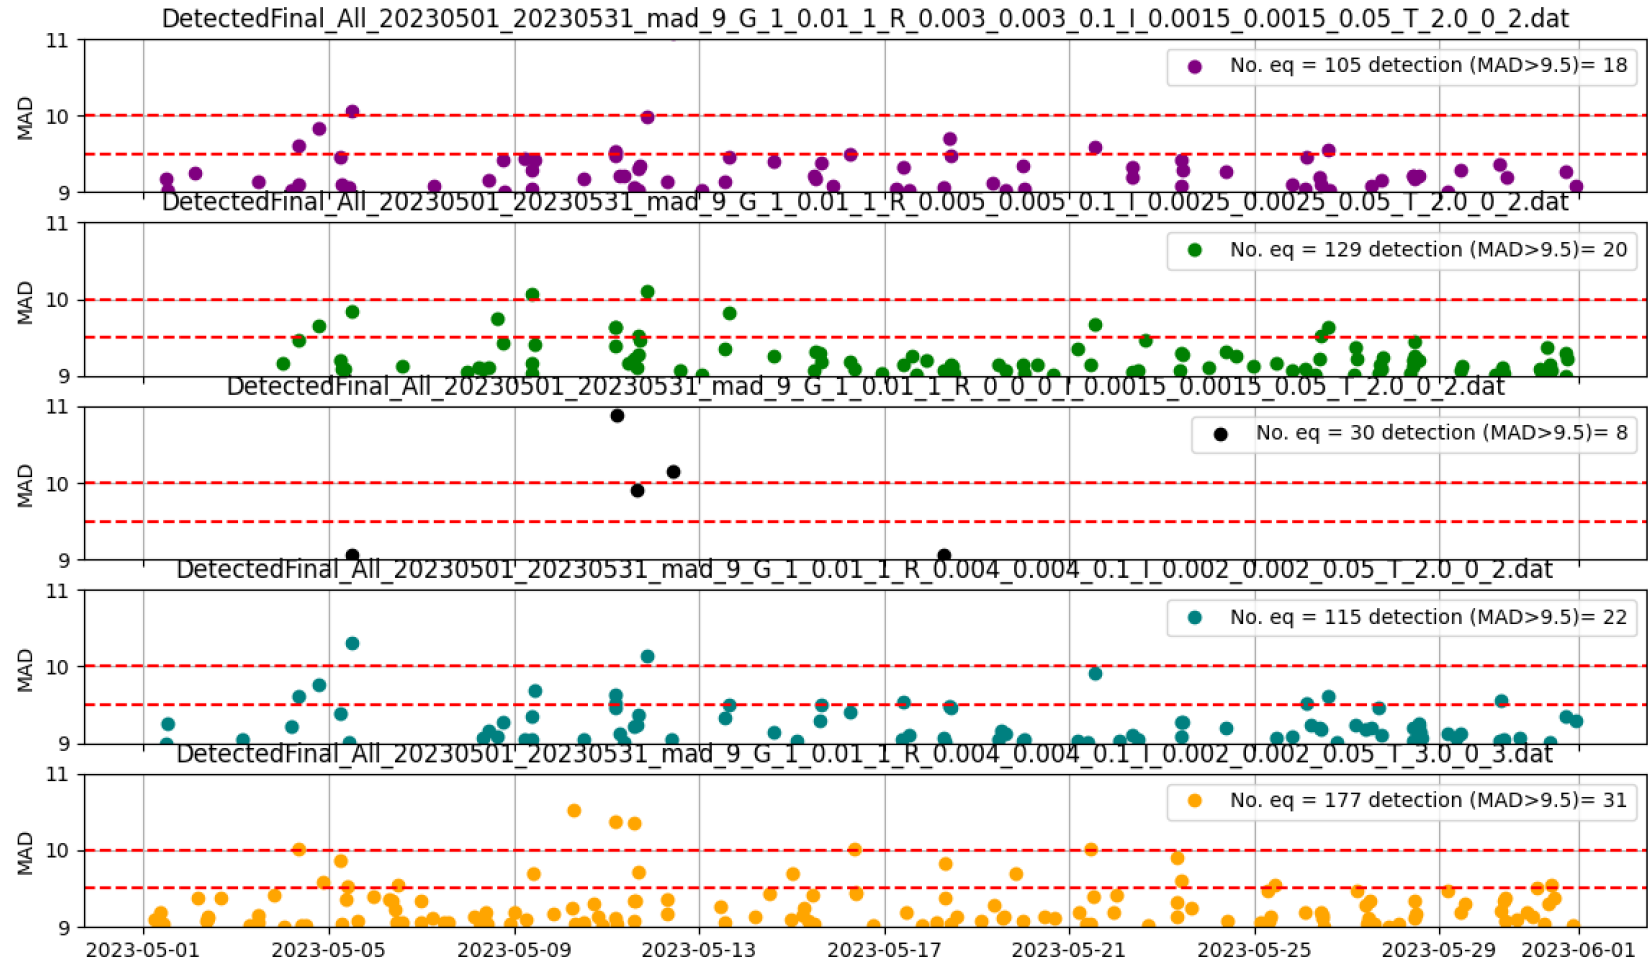 DetectedFinal_All_20230501_20230531_mad_9_G_1_0.01_1_R_0.003_0.003_0.1_I_0.0015_0.0015_0.05_T_2.0_0_2.dat
11
No. eq = 105 detection (MAD>9.5)= 18
10
MAD
9
DetectedFinal_All_20230501_20230531_mad_9_G_1_0.01_1_R_0.005_0.005_0.1_I_0.0025_0.0025_0.05_T_2.0_0_2.dat
11
No. eq = 129 detection (MAD>9.5)= 20
10
MAD
9
DetectedFinal_All_20230501_20230531_mad_9_G_1_0.01_1_R_0_0_0_I_0.0015_0.0015_0.05_T_2.0_0_2.dat
11
No. eq = 30 detection (MAD>9.5)= 8
10
MAD
9
DetectedFinal_All_20230501_20230531_mad_9_G_1_0.01_1_R_0.004_0.004_0.1_I_0.002_0.002_0.05_T_2.0_0_2.dat
11
No. eq = 115 detection (MAD>9.5)= 22
10
MAD
9
DetectedFinal_All_20230501_20230531_mad_9_G_1_0.01_1_R_0.004_0.004_0.1_I_0.002_0.002_0.05_T_3.0_0_3.dat
11
No. eq = 177 detection (MAD>9.5)= 31
10
MAD
9
2023-05-01 2023-05-05 2023-05-09 2023-05-13 2023-05-17 2023-05-21 2023-05-25 2023-05-29 2023-06-01